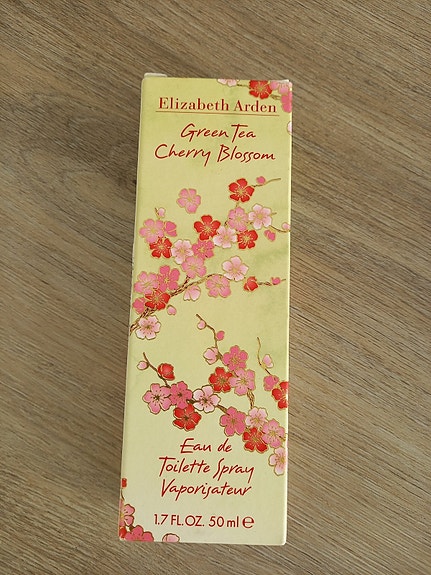 Elizabeth Arden
Green Tea
Cherry Blossom
Eau de
Toilette Spray
Vaporisateur
1.7 FL.OZ. 50 ml ℮